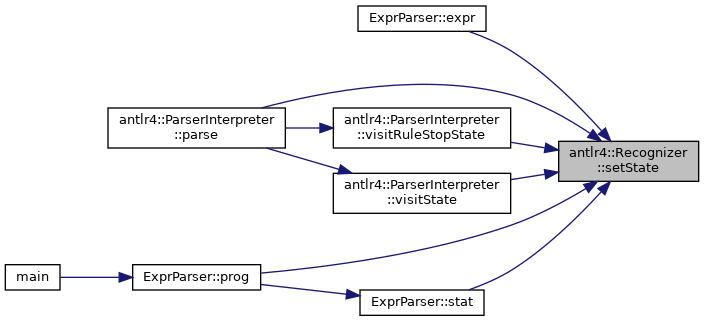 ExprParser::expr
antlr4::ParserInterpreter
::parse
antlr4::ParserInterpreter
::visitRuleStopState
antlr4::Recognizer
::setState
antlr4::ParserInterpreter
::visitState
main
ExprParser::prog
ExprParser::stat